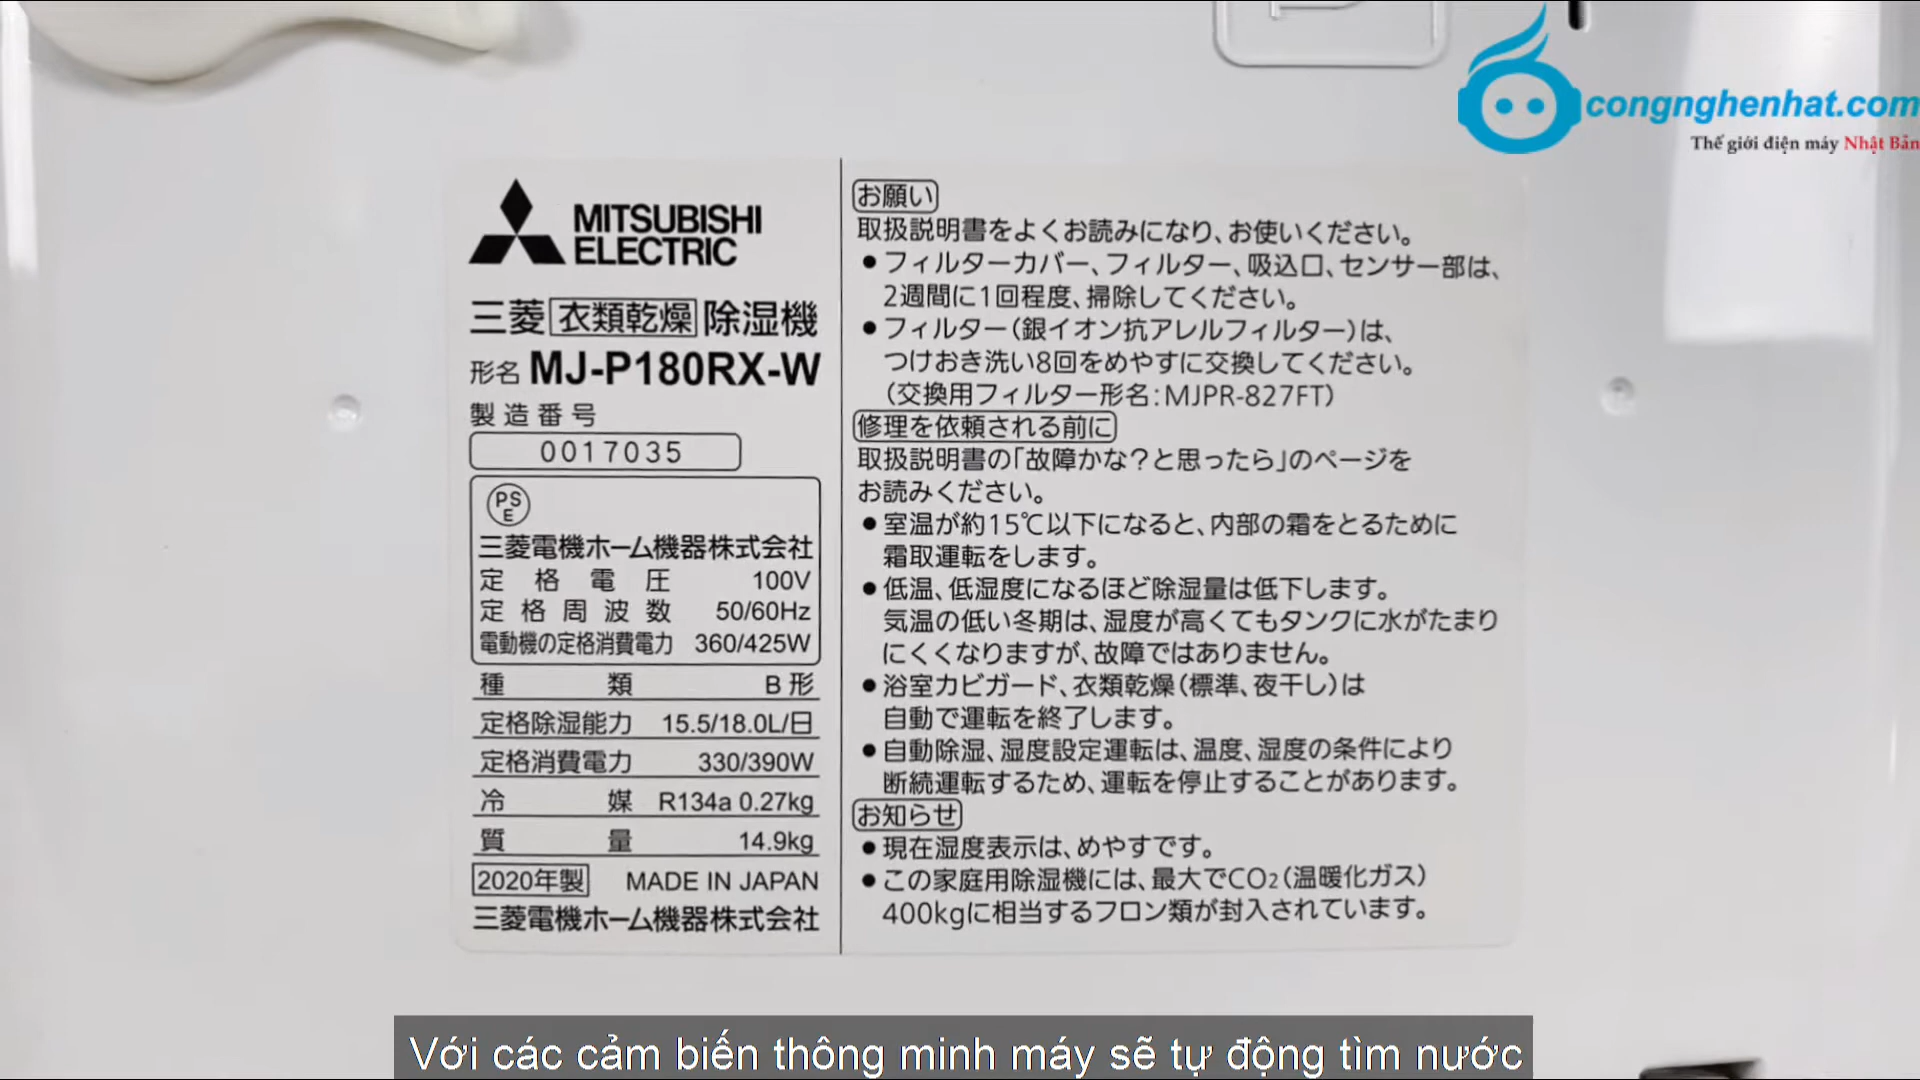 congnghenhat.com
Thế giới điện máy Nhật Bản
MITSUBISHI
ELECTRIC
三菱 衣類乾燥 除湿機
形名 MJ-P180RX-W
製造番号
0017035
PS
E
三菱電機ホーム機器株式会社
定格電圧 100V
定格周波数 50/60Hz
電動機の定格消費電力 360/425W
種類 B形
定格除湿能力 15.5/18.0L/日
定格消費電力 330/390W
冷媒 R134a 0.27kg
質量 14.9kg
2020年製 MADE IN JAPAN
三菱電機ホーム機器株式会社
お願い
取扱説明書をよくお読みになり、お使いください。
●フィルターカバー、フィルター、吸込口、センサー部は、
2週間に1回程度、掃除してください。
●フィルター(銀イオン抗アレルフィルター)は、
つけおき洗い8回をめやすに交換してください。
(交換用フィルター形名:MJPR-827FT)
修理を依頼される前に
取扱説明書の「故障かな?と思ったら」のページを
お読みください。
●室温が約15℃以下になると、内部の霜をとるために
霜取運転をします。
●低温、低湿度になるほど除湿量は低下します。
気温の低い冬期は、湿度が高くてもタンクに水がたまり
にくくなりますが、故障ではありません。
●浴室カビガード、衣類乾燥(標準、夜干し)は
自動で運転を終了します。
●自動除湿、湿度設定運転は、温度、湿度の条件により
断続運転するため、運転を停止することがあります。
お知らせ
●現在湿度表示は、めやすです。
●この家庭用除湿機には、最大でCO2(温暖化ガス)
400kgに相当するフロン類が封入されています。
Với các cảm biến thông minh máy sẽ tự động tìm nước